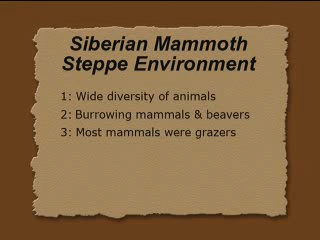 Siberian Mammoth
Steppe Environment
1: Wide diversity of animals
2: Burrowing mammals & beavers
3: Most mammals were grazers